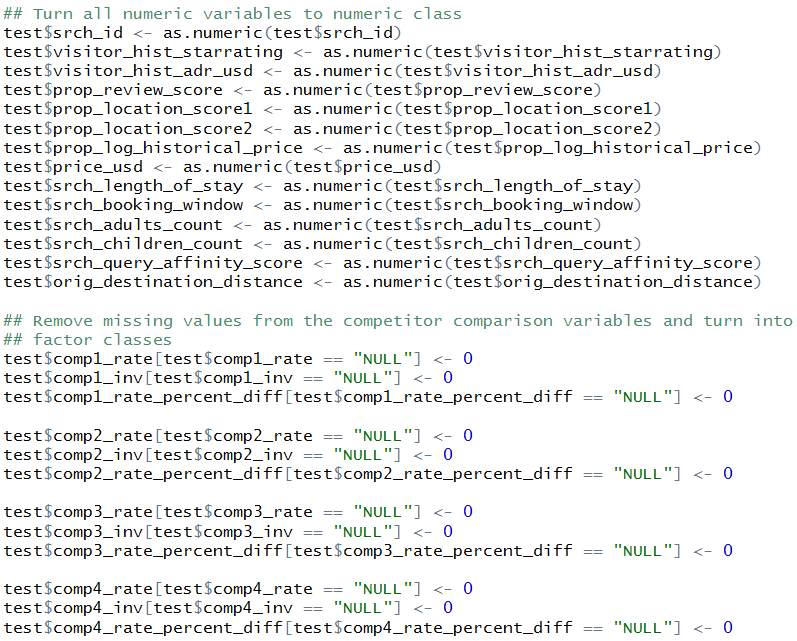 ## Turn all numeric variables to numeric class
test$srch_id <- as.numeric(test$srch_id)
test$visitor_hist_starrating <- as.numeric(test$visitor_hist_starrating)
test$visitor_hist_adr_usd <- as.numeric(test$visitor_hist_adr_usd)
test$prop_review_score <- as.numeric(test$prop_review_score)
test$prop_location_score1 <- as.numeric(test$prop_location_score1)
test$prop_location_score2 <- as.numeric(test$prop_location_score2)
test$prop_log_historical_price <- as.numeric(test$prop_log_historical_price)
test$price_usd <- as.numeric(test$price_usd)
test$srch_length_of_stay <- as.numeric(test$srch_length_of_stay)
test$srch_booking_window <- as.numeric(test$srch_booking_window)
test$srch_adults_count <- as.numeric(test$srch_adults_count)
test$srch_children_count <- as.numeric(test$srch_children_count)
test$srch_query_affinity_score <- as.numeric(test$srch_query_affinity_score)
test$orig_destination_distance <- as.numeric(test$orig_destination_distance)

## Remove missing values from the competitor comparison variables and turn into
## factor classes
test$comp1_rate[test$comp1_rate == "NULL"] <- 0
test$comp1_inv[test$comp1_inv == "NULL"] <- 0
test$comp1_rate_percent_diff[test$comp1_rate_percent_diff == "NULL"] <- 0

test$comp2_rate[test$comp2_rate == "NULL"] <- 0
test$comp2_inv[test$comp2_inv == "NULL"] <- 0
test$comp2_rate_percent_diff[test$comp2_rate_percent_diff == "NULL"] <- 0

test$comp3_rate[test$comp3_rate == "NULL"] <- 0
test$comp3_inv[test$comp3_inv == "NULL"] <- 0
test$comp3_rate_percent_diff[test$comp3_rate_percent_diff == "NULL"] <- 0

test$comp4_rate[test$comp4_rate == "NULL"] <- 0
test$comp4_inv[test$comp4_inv == "NULL"] <- 0
test$comp4_rate_percent_diff[test$comp4_rate_percent_diff == "NULL"] <- 0